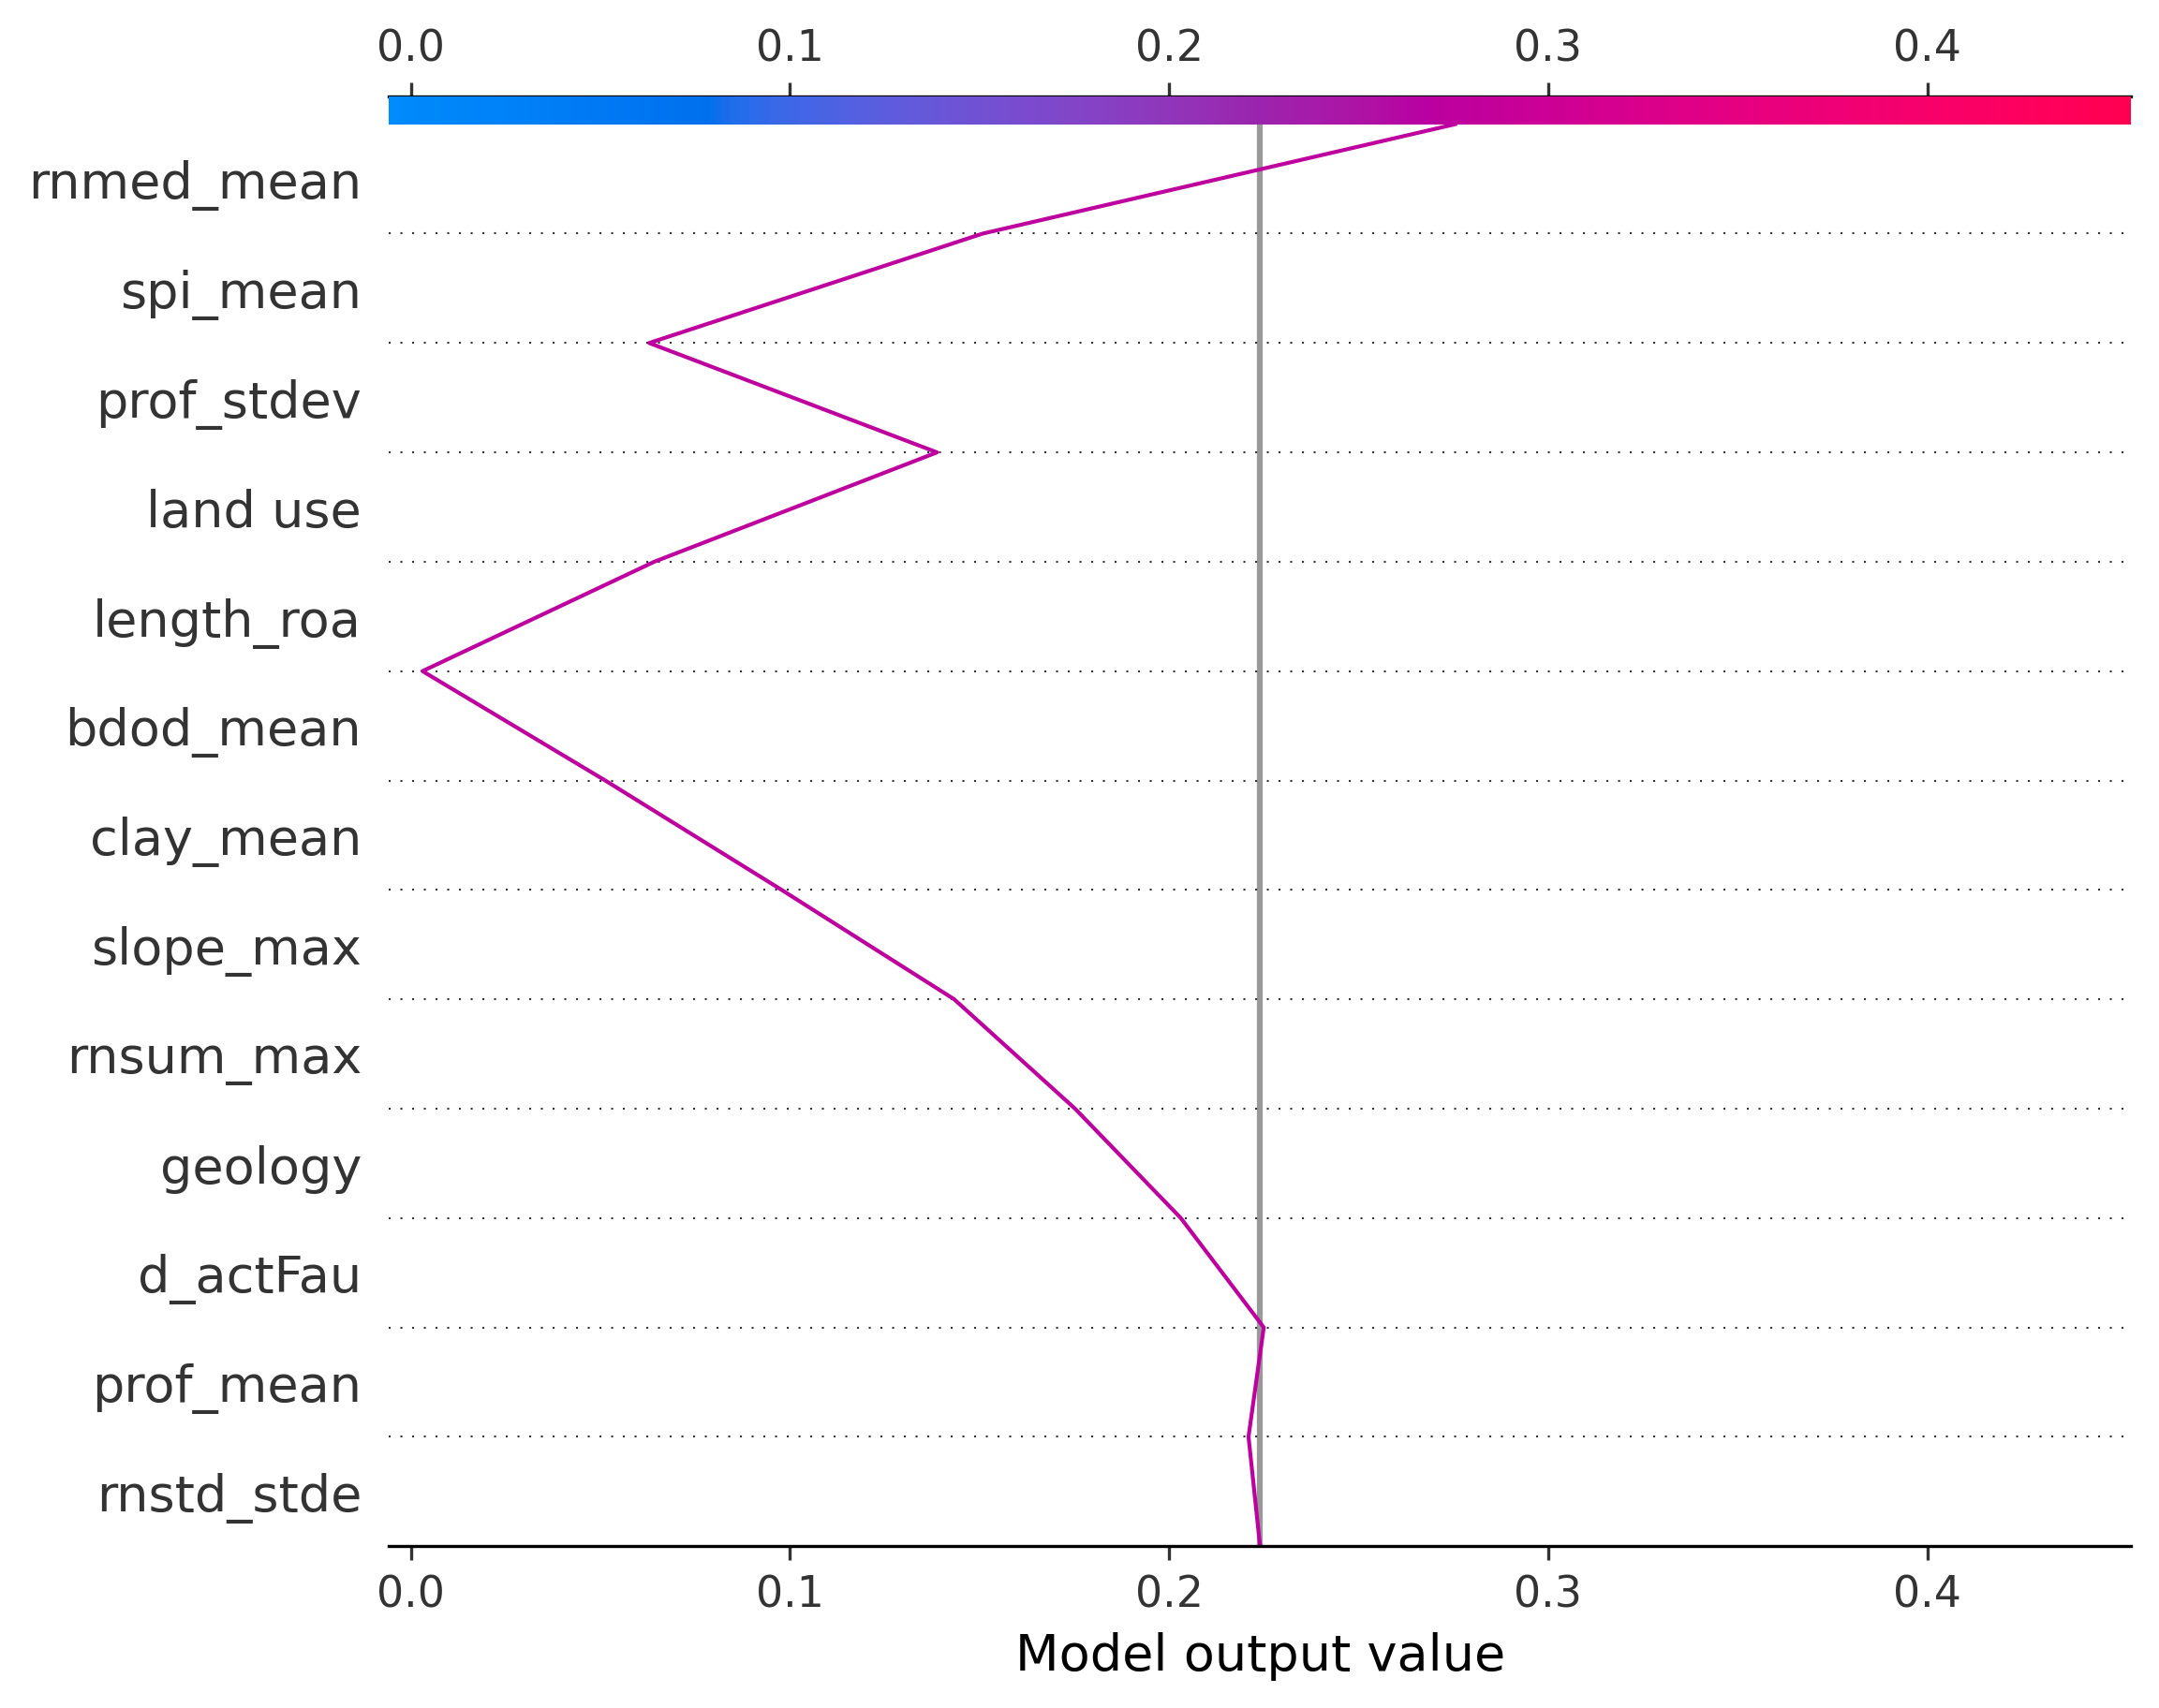 0.0 0.1 0.2 0.3 0.4
rnmed_mean
spi_mean
prof_stdev
land use
length_roa
bdod_mean
clay_mean
slope_max
rnsum_max
geology
d_actFau
prof_mean
rnstd_stde
0.0 0.1 0.2 0.3 0.4
Model output value